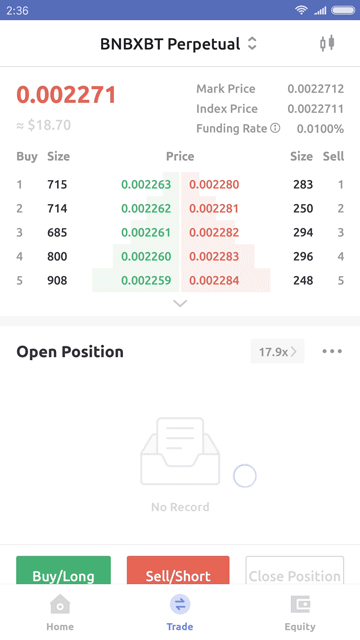 2:36
BNBXBT Perpetual
0.002271
≈ $18.70
Mark Price 0.0022712
Index Price 0.0022711
Funding Rate 0.0100%
Buy Size Price Size Sell
1 715 0.002263 0.002280 283 1
2 714 0.002262 0.002281 250 2
3 685 0.002261 0.002282 294 3
4 800 0.002260 0.002283 296 4
5 908 0.002259 0.002284 248 5
Open Position 17.9x
No Record
Buy/Long Sell/Short Close Position
Home Trade Equity